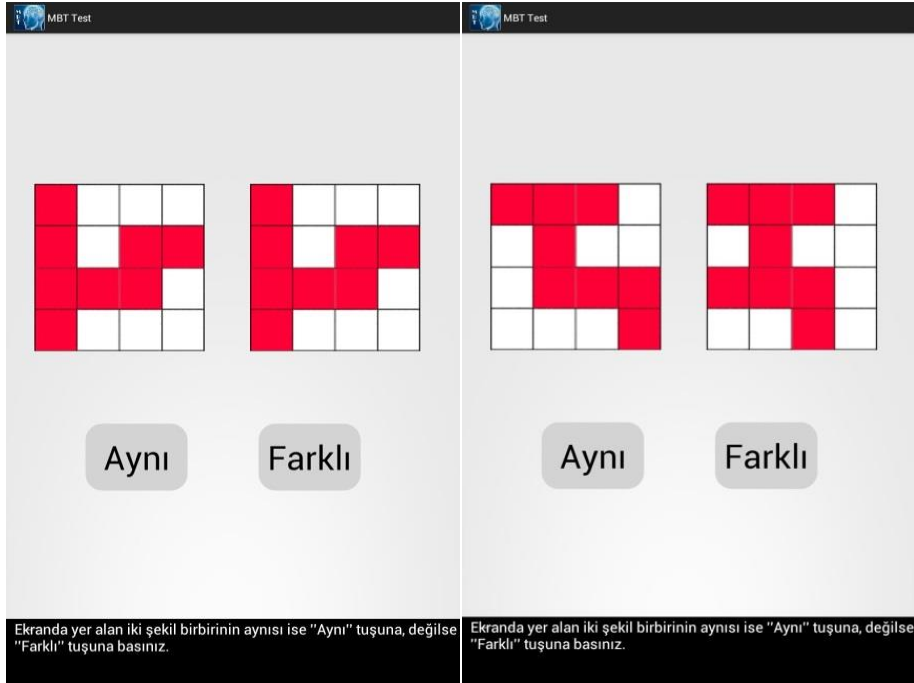 MBT Test
Aynı
Farklı
Ekranda yer alan iki şekil birbirinin aynısı ise "Aynı" tuşuna, değilse
"Farklı" tuşuna basınız.
MBT Test
Aynı
Farklı
Ekranda yer alan iki şekil birbirinin aynısı ise "Aynı" tuşuna, değilse
"Farklı" tuşuna basınız.